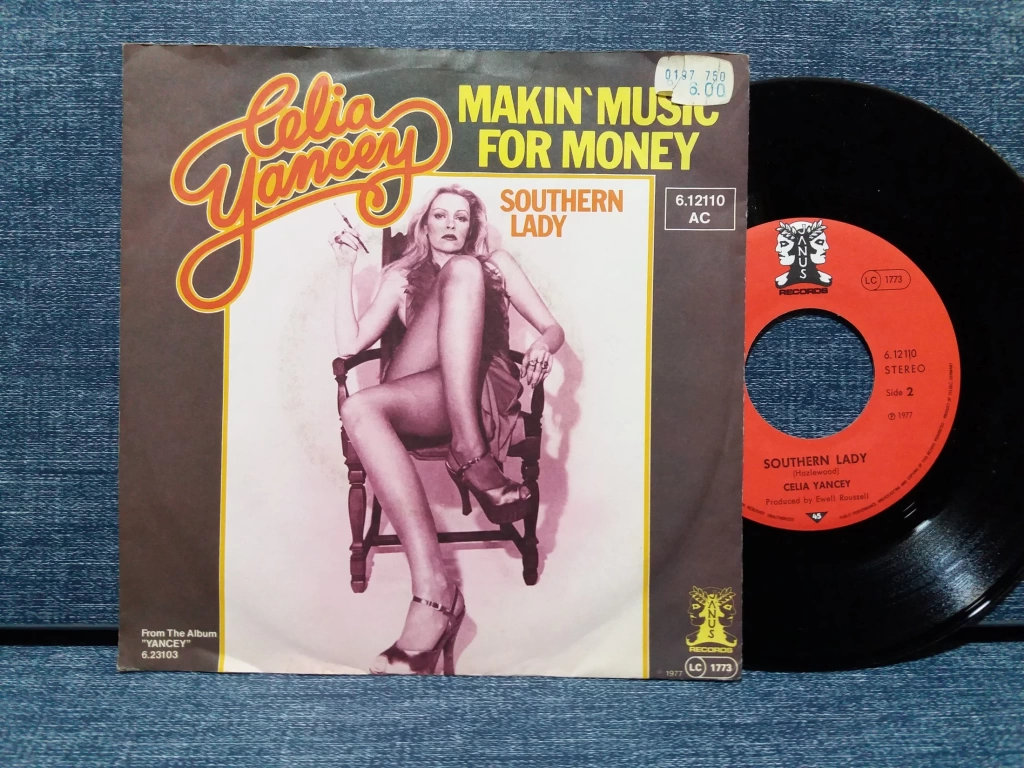 Celia
Yancey
MAKIN` MUSIC
FOR MONEY
0197 750
6.00
SOUTHERN
LADY
6.12110
AC
From The Album
"YANCEY"
6.23103
JANUS
RECORDS
1977
LC 1773
JANUS
RECORDS
LC 1773
6.12110
STEREO
Side 2
℗ 1977
SOUTHERN LADY
(Hazlewood)
CELIA YANCEY
Produced by Ewell Roussell
45